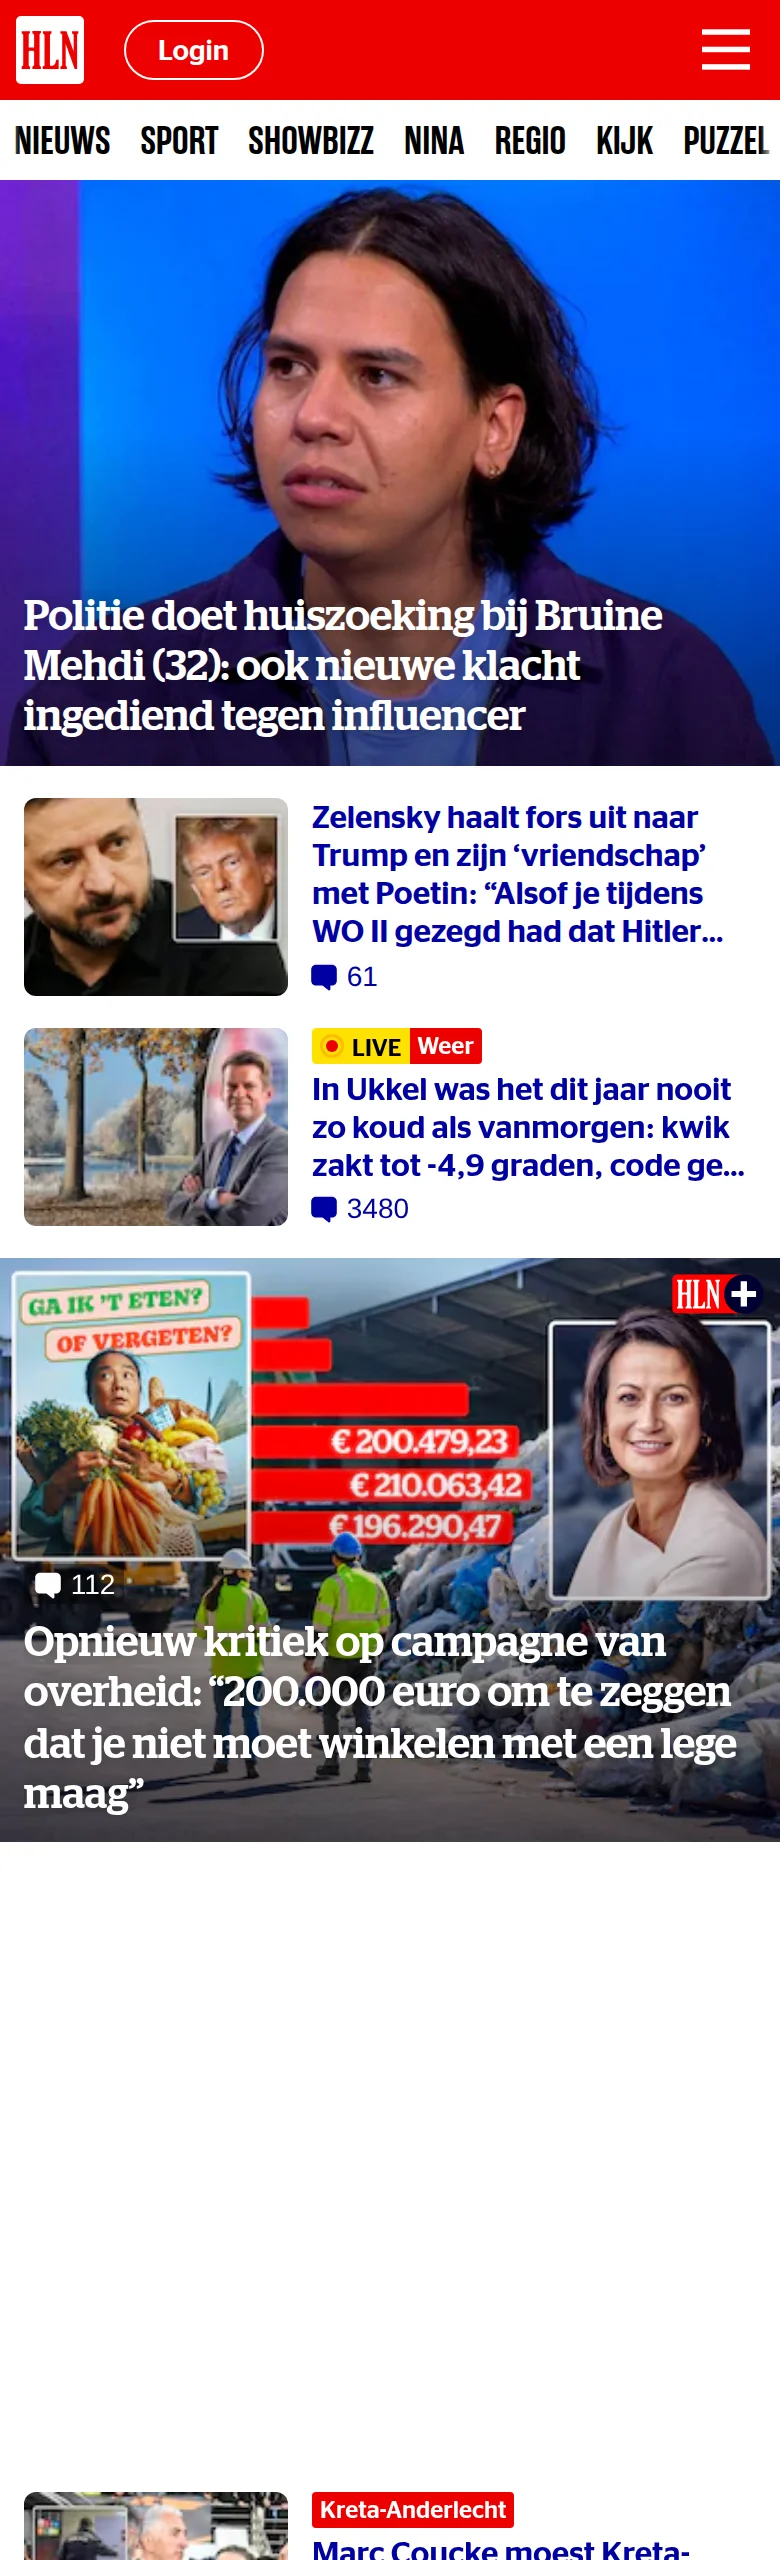 HLN
Login
NIEUWS SPORT SHOWBIZZ NINA REGIO KIJK PUZZEL
Politie doet huiszoeking bij Bruine
Mehdi (32): ook nieuwe klacht
ingediend tegen influencer
Zelensky haalt fors uit naar
Trump en zijn ‘vriendschap’
met Poetin: “Alsof je tijdens
WO II gezegd had dat Hitler...
61
LIVE Weer
In Ukkel was het dit jaar nooit
zo koud als vanmorgen: kwik
zakt tot -4,9 graden, code ge...
3480
HLN+
GA IK 'T ETEN?
OF VERGETEN?
€ 200.479,23
€ 210.063,42
€ 196.290,47
112
Opnieuw kritiek op campagne van
overheid: “200.000 euro om te zeggen
dat je niet moet winkelen met een lege
maag”
Kreta-Anderlecht
Marc Coucke moest Kreta-